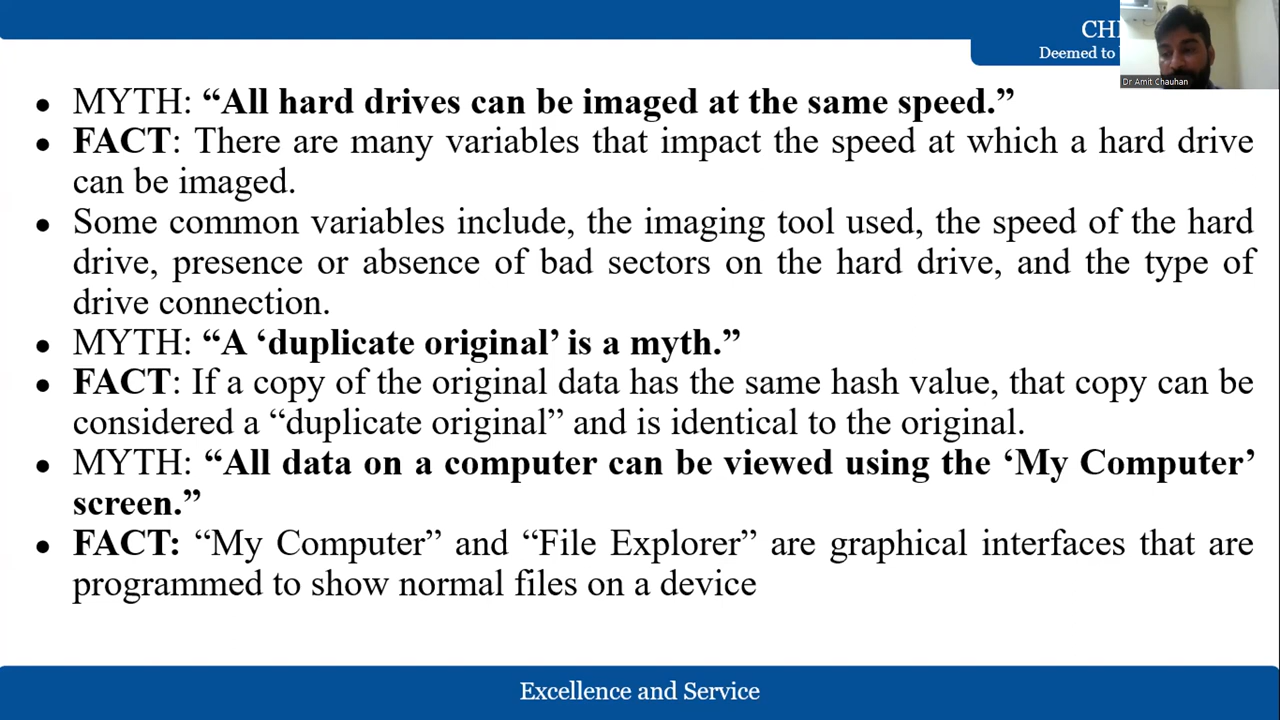 CH
Deemed to
Dr Amit Chauhan
● MYTH: “All hard drives can be imaged at the same speed.”
● FACT: There are many variables that impact the speed at which a hard drive
can be imaged.
● Some common variables include, the imaging tool used, the speed of the hard
drive, presence or absence of bad sectors on the hard drive, and the type of
drive connection.
● MYTH: “A ‘duplicate original’ is a myth.”
● FACT: If a copy of the original data has the same hash value, that copy can be
considered a “duplicate original” and is identical to the original.
● MYTH: “All data on a computer can be viewed using the ‘My Computer’
screen.”
● FACT: “My Computer” and “File Explorer” are graphical interfaces that are
programmed to show normal files on a device
Excellence and Service